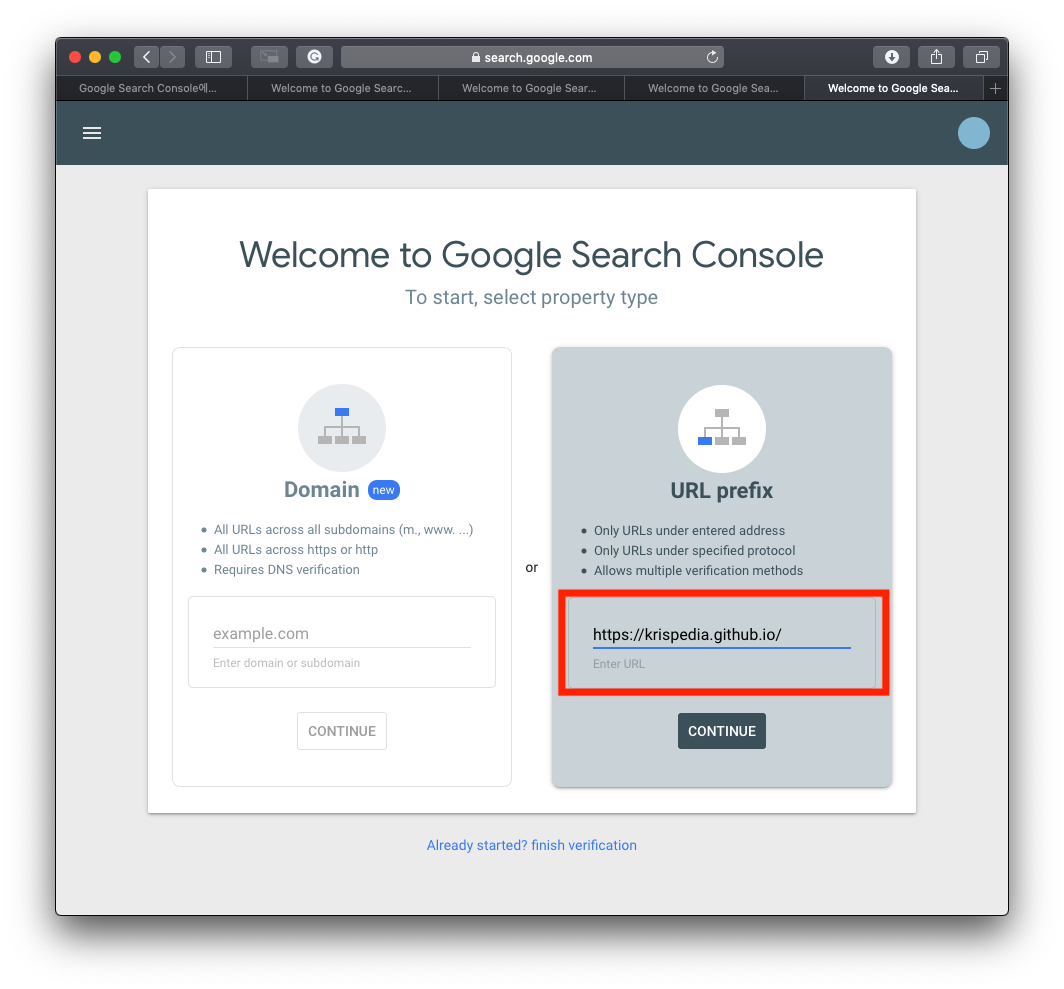 search.google.com
Google Search Console에...
Welcome to Google Searc...
Welcome to Google Sear...
Welcome to Google Sea...
Welcome to Google Sea...
Welcome to Google Search Console
To start, select property type
Domain new
All URLs across all subdomains (m., www. ...)
All URLs across https or http
Requires DNS verification
example.com
Enter domain or subdomain
CONTINUE
or
URL prefix
Only URLs under entered address
Only URLs under specified protocol
Allows multiple verification methods
https://krispedia.github.io/
Enter URL
CONTINUE
Already started? finish verification